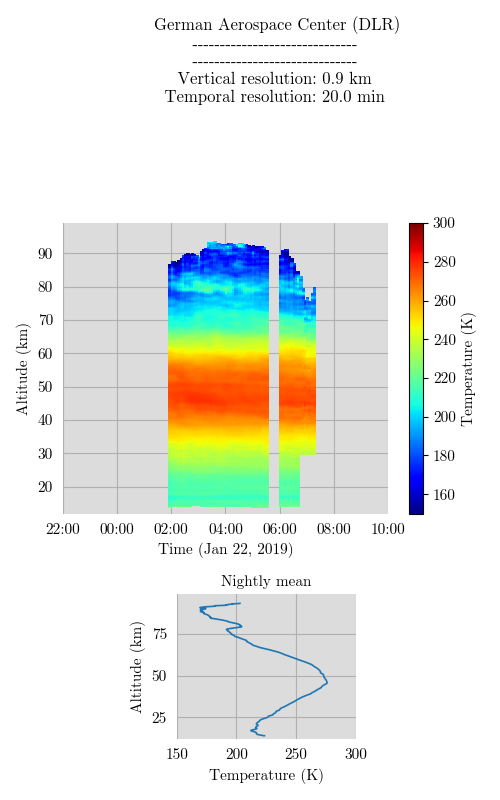 German Aerospace Center (DLR)
------------------------------
------------------------------
Vertical resolution: 0.9 km
Temporal resolution: 20.0 min
90
80
70
60
50
40
30
20
Altitude (km)
22:00 00:00 02:00 04:00 06:00 08:00 10:00
Time (Jan 22, 2019)
300
280
260
240
220
200
180
160
Temperature (K)
Nightly mean
75
50
25
Altitude (km)
150 200 250 300
Temperature (K)